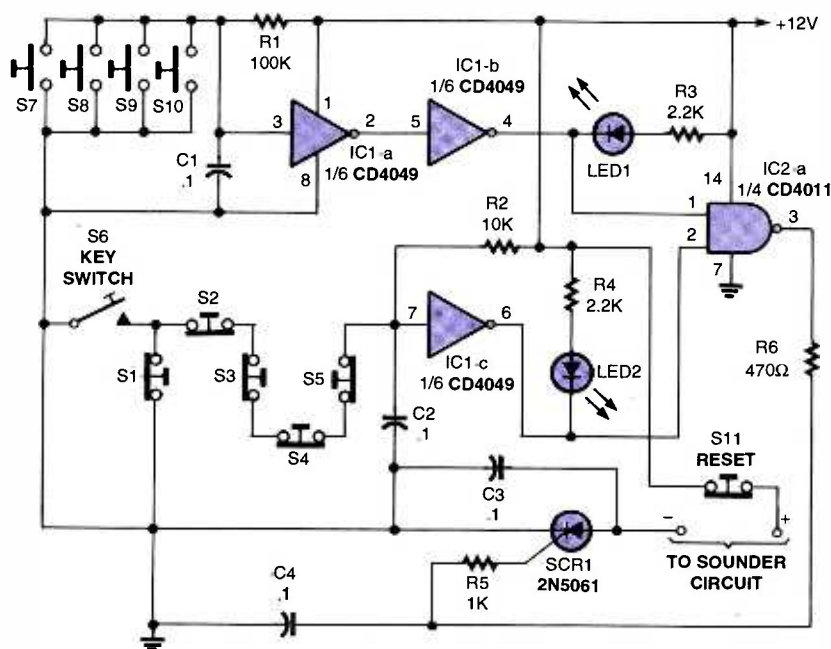 +12V
R1
100K
IC1-b
1/6 CD4049
R3
2.2K
S7
S8
S9
S10
1
3
2
5
4
C1
.1
IC1-a
1/6 CD4049
8
LED1
IC2-a
1/4 CD4011
14
1
2
3
7
R2
10K
S6
KEY
SWITCH
S2
R4
2.2K
7
6
S1
S3
S5
IC1-c
1/6 CD4049
LED2
R6
470Ω
S4
C2
.1
S11
RESET
C3
.1
−
+
SCR1
2N5061
TO SOUNDER
CIRCUIT
C4
.1
R5
1K